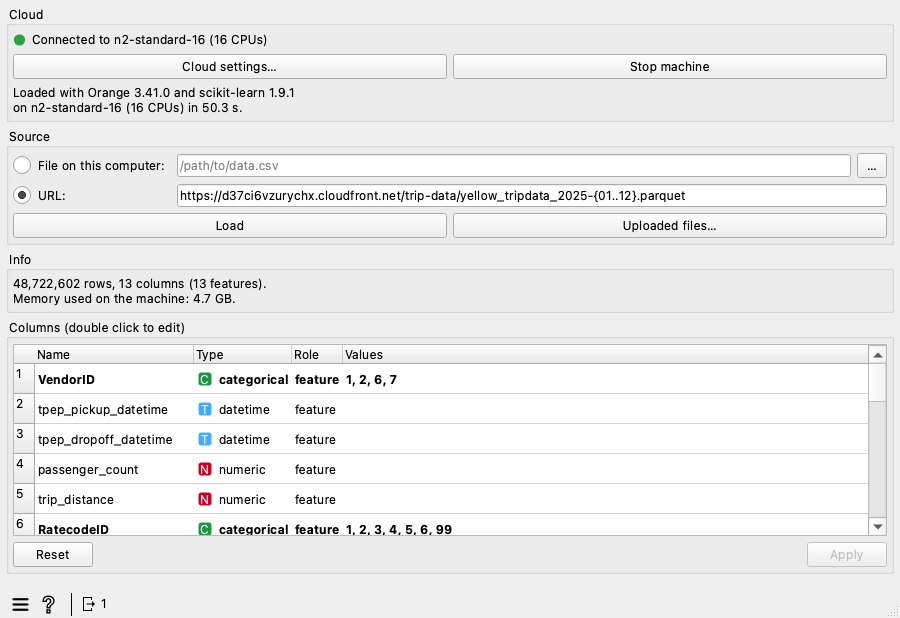 Cloud
Connected to n2-standard-16 (16 CPUs)
Cloud settings... Stop machine
Loaded with Orange 3.41.0 and scikit-learn 1.9.1
on n2-standard-16 (16 CPUs) in 50.3 s.
Source
File on this computer: /path/to/data.csv ...
URL: https://d37ci6vzurychx.cloudfront.net/trip-data/yellow_tripdata_2025-{01..12}.parquet
Load Uploaded files...
Info
48,722,602 rows, 13 columns (13 features).
Memory used on the machine: 4.7 GB.
Columns (double click to edit)
Name Type Role Values
1 VendorID C categorical feature 1, 2, 6, 7
2 tpep_pickup_datetime T datetime feature
3 tpep_dropoff_datetime T datetime feature
4 passenger_count N numeric feature
5 trip_distance N numeric feature
6 RatecodeID C categorical feature 1, 2, 3, 4, 5, 6, 99
Reset Apply
? 1